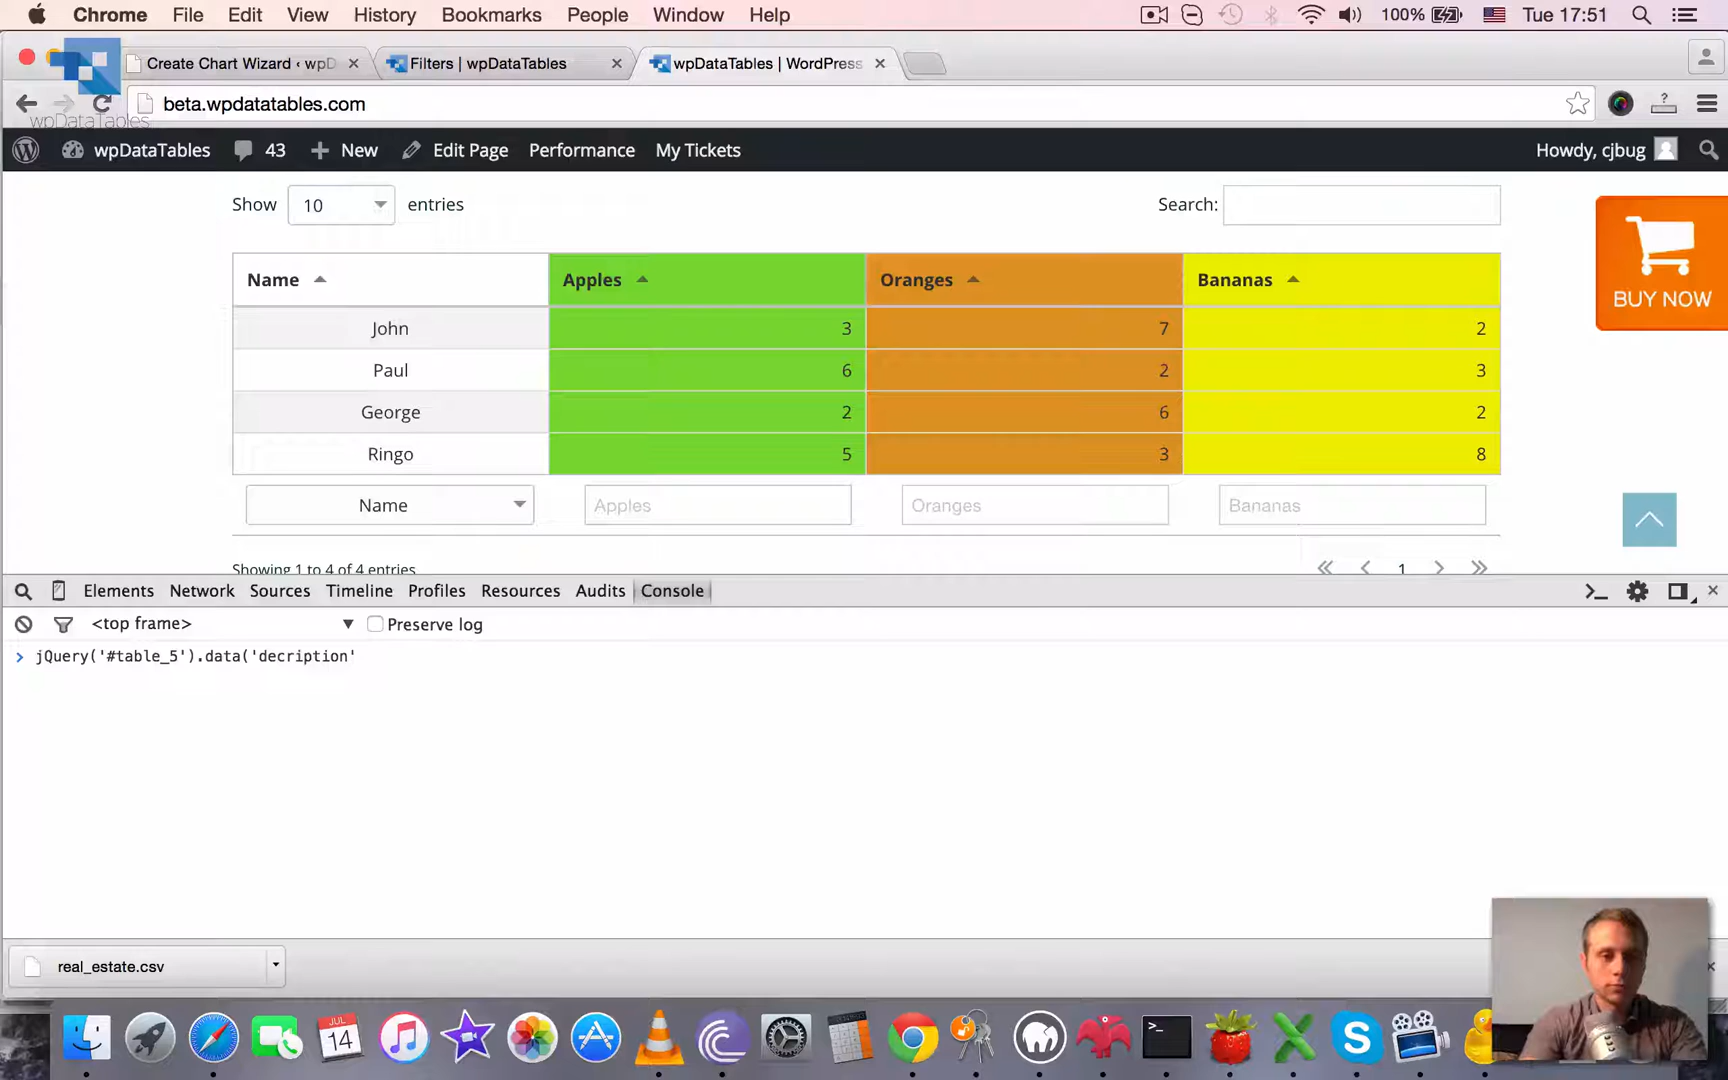 Chrome File Edit View History Bookmarks People Window Help 100% Tue 17:51
Create Chart Wizard ‹ wpD Filters | wpDataTables wpDataTables | WordPress
beta.wpdatatables.com
wpDataTables
wpDataTables 43 New Edit Page Performance My Tickets Howdy, cjbug
Show 10 entries Search:
BUY NOW
Name Apples Oranges Bananas
John 3 7 2
Paul 6 2 3
George 2 6 2
Ringo 5 3 8
Name Apples Oranges Bananas
Showing 1 to 4 of 4 entries 1
Elements Network Sources Timeline Profiles Resources Audits Console
<top frame> Preserve log
> jQuery('#table_5').data('decription'
real_estate.csv
JUL
14